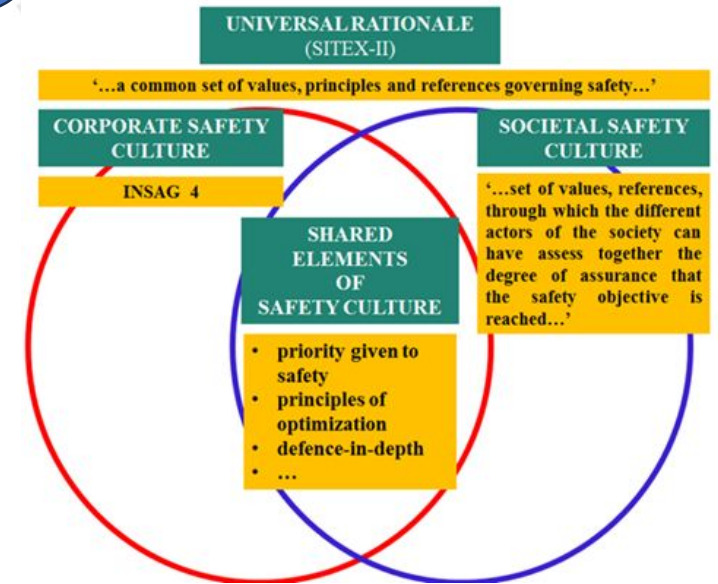 UNIVERSAL RATIONALE
(SITEX-II)
‘…a common set of values, principles and references governing safety…’
CORPORATE SAFETY
CULTURE
INSAG 4
SOCIETAL SAFETY
CULTURE
‘…set of values, references,
through which the different
actors of the society can
have assess together the
degree of assurance that
the safety objective is
reached…’
SHARED
ELEMENTS
OF
SAFETY CULTURE
• priority given to
safety
• principles of
optimization
• defence-in-depth
• …